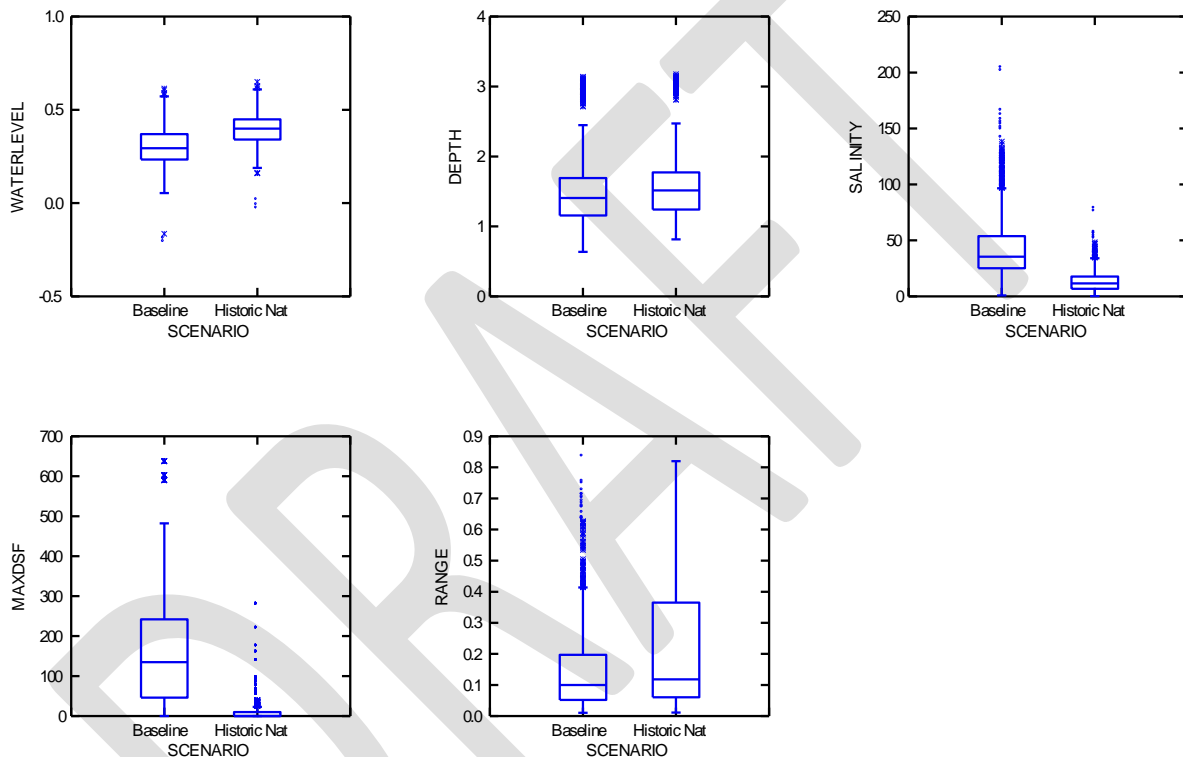 1.0
0.5
0.0
-0.5
WATERLEVEL
Baseline Historic Nat
SCENARIO
4
3
2
1
0
DEPTH
Baseline Historic Nat
SCENARIO
250
200
150
100
50
0
SALINITY
Baseline Historic Nat
SCENARIO
700
600
500
400
300
200
100
0
MAXDSF
Baseline Historic Nat
SCENARIO
0.9
0.8
0.7
0.6
0.5
0.4
0.3
0.2
0.1
0.0
RANGE
Baseline Historic Nat
SCENARIO
DRAFT